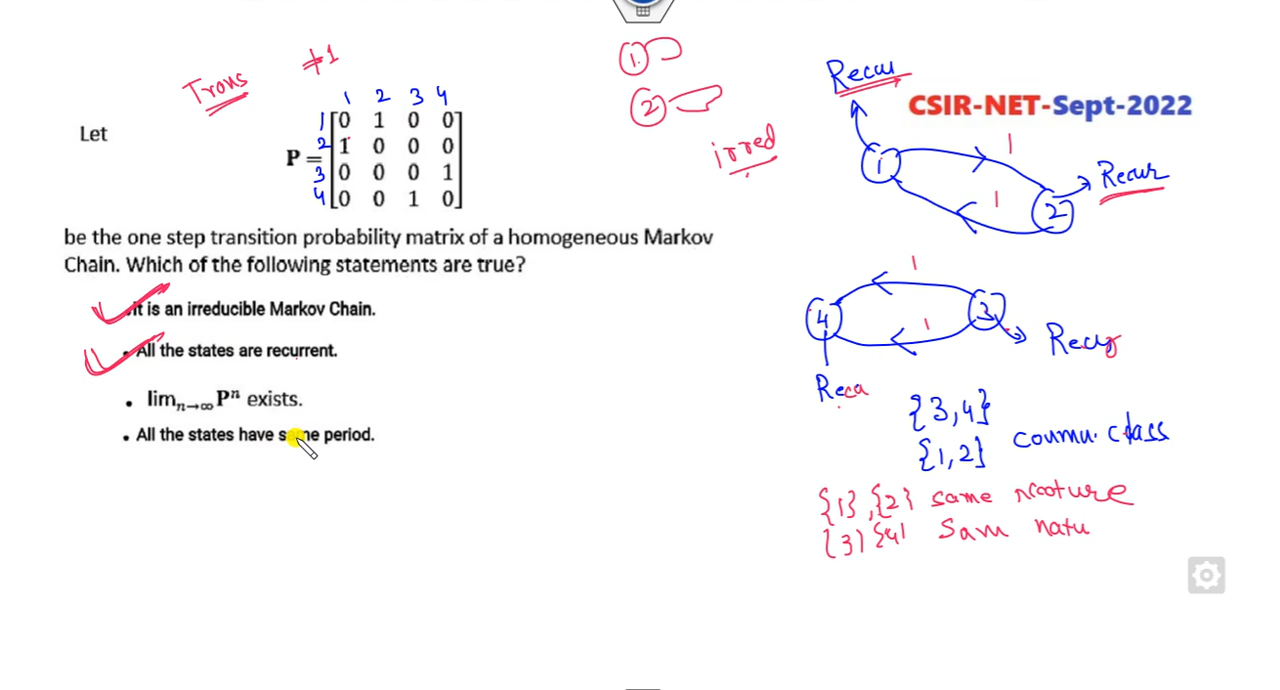 Trans ≠1
①
②
Recur
CSIR-NET-Sept-2022
irred
1 2 3 4
Let
P =
1 [0 1 0 0]
2 [1 0 0 0]
3 [0 0 0 1]
4 [0 0 1 0]
1
1
1 2
Recur
be the one step transition probability matrix of a homogeneous Markov
Chain. Which of the following statements are true?
It is an irreducible Markov Chain.
• All the states are recurrent.
• limₙ→∞ Pⁿ exists.
• All the states have same period.
1
1
4 3
Recur
Reca
{3,4}
{1,2} commu. class
{1},{2} same nature
{3} {4} Sam natu